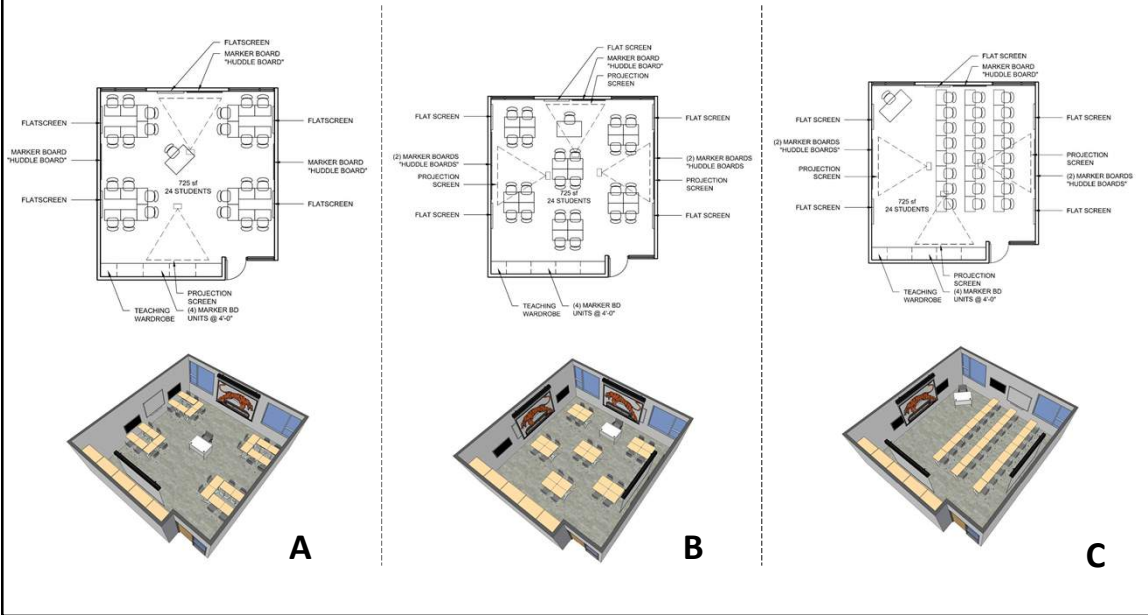 FLATSCREEN
MARKER BOARD
"HUDDLE BOARD"
FLATSCREEN
FLATSCREEN
MARKER BOARD
"HUDDLE BOARD"
MARKER BOARD
"HUDDLE BOARD"
FLATSCREEN
FLATSCREEN
725 sf
24 STUDENTS
TEACHING
WARDROBE
PROJECTION
SCREEN
(4) MARKER BD
UNITS @ 4'-0"
A
FLAT SCREEN
MARKER BOARD
"HUDDLE BOARD"
PROJECTION
SCREEN
FLAT SCREEN
FLAT SCREEN
(2) MARKER BOARDS
"HUDDLE BOARDS"
PROJECTION
SCREEN
(2) MARKER BOARDS
"HUDDLE BOARDS
PROJECTION
SCREEN
FLAT SCREEN
FLAT SCREEN
725 sf
24 STUDENTS
TEACHING
WARDROBE
(4) MARKER BD
UNITS @ 4'-0"
B
FLAT SCREEN
MARKER BOARD
"HUDDLE BOARD"
FLAT SCREEN
FLAT SCREEN
(2) MARKER BOARDS
"HUDDLE BOARDS"
PROJECTION
SCREEN
PROJECTION
SCREEN
(2) MARKER BOARDS
"HUDDLE BOARDS"
FLAT SCREEN
FLAT SCREEN
725 sf
24 STUDENTS
TEACHING
WARDROBE
PROJECTION
SCREEN
(4) MARKER BD
UNITS @ 4'-0"
C